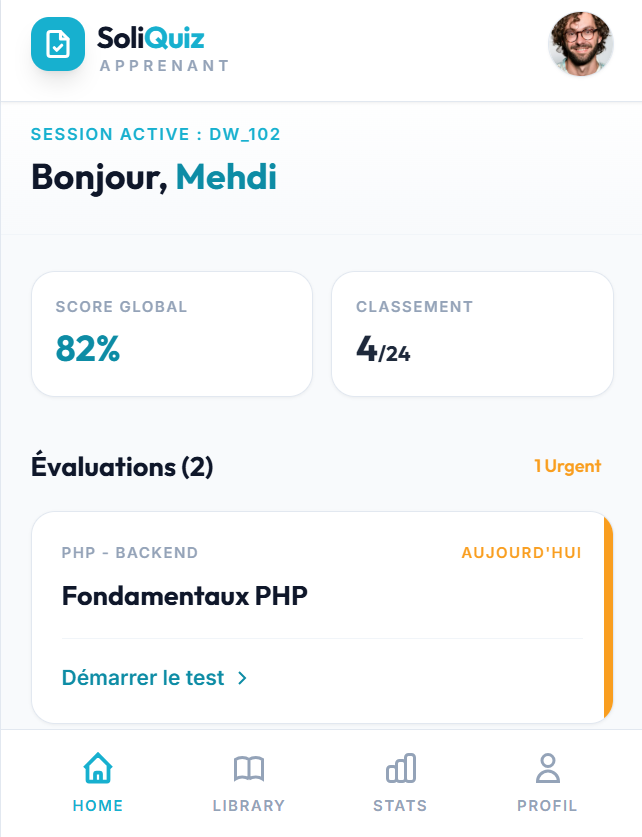 SoliQuiz
APPRENANT
SESSION ACTIVE : DW_102
Bonjour, Mehdi
SCORE GLOBAL
82%
CLASSEMENT
4/24
Évaluations (2)
1 Urgent
PHP - BACKEND
AUJOURD'HUI
Fondamentaux PHP
Démarrer le test
HOME
LIBRARY
STATS
PROFIL